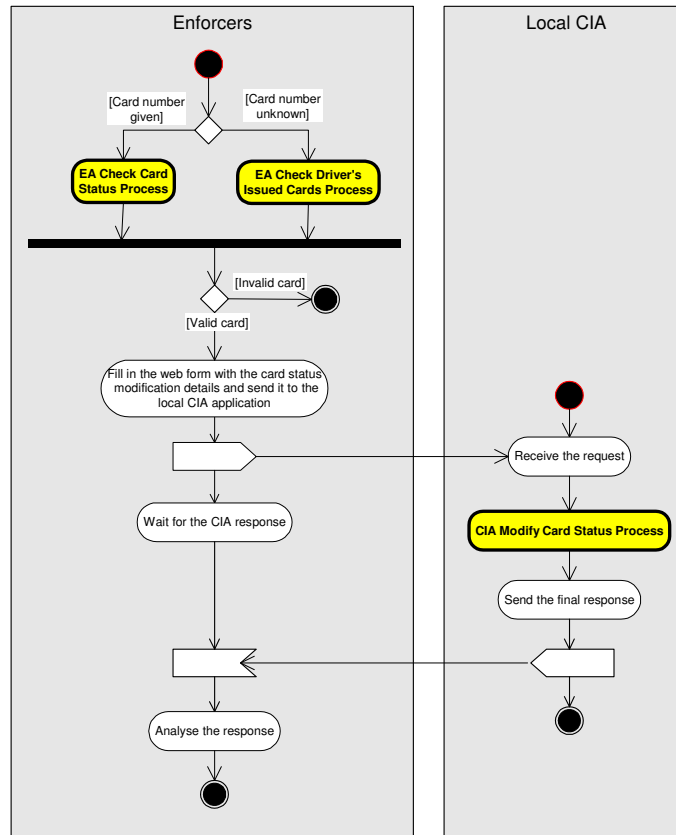 Enforcers
Local CIA
[Card number
given]
[Card number
unknown]
EA Check Card
Status Process
EA Check Driver's
Issued Cards Process
[Invalid card]
[Valid card]
Fill in the web form with the card status
modification details and send it to the
local CIA application
Receive the request
Wait for the CIA response
CIA Modify Card Status Process
Send the final response
Analyse the response